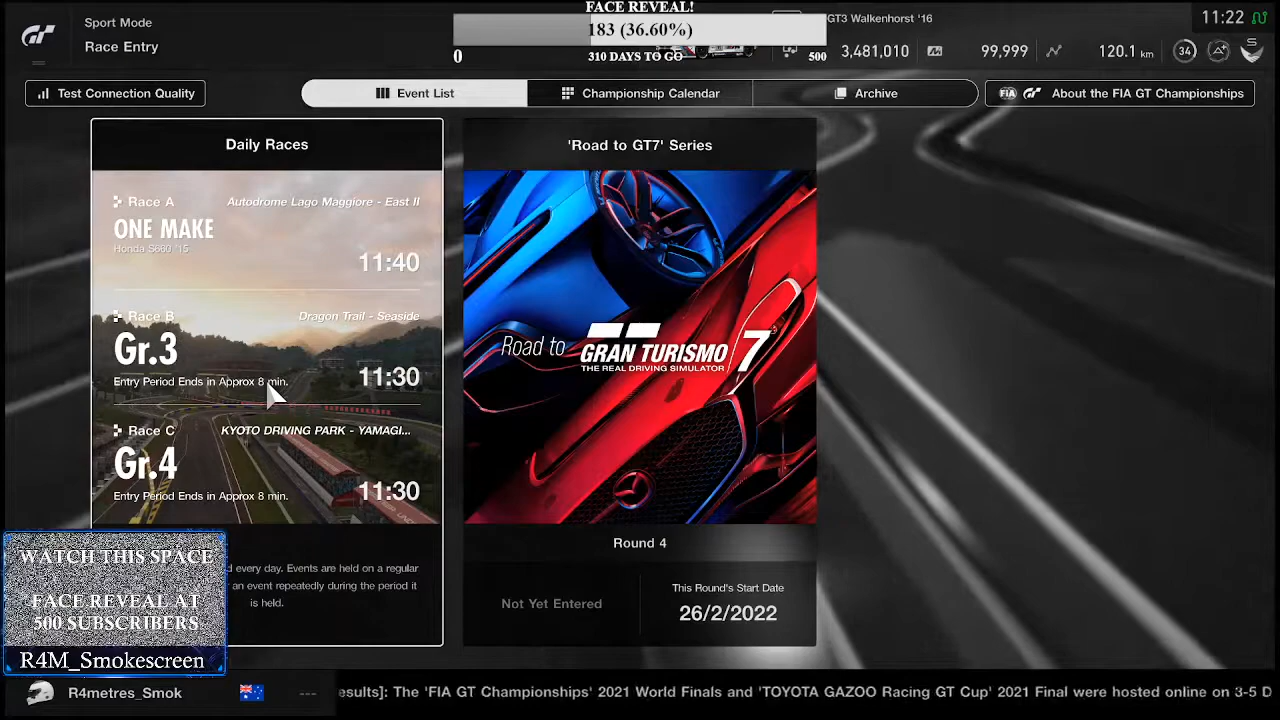 Sport Mode
Race Entry
FACE REVEAL!
183 (36.60%)
0
310 DAYS TO GO
500
GT3 Walkenhorst '16
3,481,010
99,999
120.1 km
34
S
11:22
Test Connection Quality
Event List
Championship Calendar
Archive
FIA
About the FIA GT Championships
Daily Races
Race A
Autodrome Lago Maggiore - East II
ONE MAKE
Honda S660 '15
11:40
Race B
Dragon Trail - Seaside
Gr.3
Entry Period Ends in Approx 8 min.
11:30
Race C
KYOTO DRIVING PARK - YAMAGI...
Gr.4
Entry Period Ends in Approx 8 min.
11:30
d every day. Events are held on a regular
an event repeatedly during the period it
is held.
'Road to GT7' Series
Road to
GRAN TURISMO 7
THE REAL DRIVING SIMULATOR
Round 4
Not Yet Entered
This Round's Start Date
26/2/2022
WATCH THIS SPACE
FACE REVEAL AT
SUBSCRIBERS
R4M_Smokescreen
R4metres_Smok
---
esults]: The 'FIA GT Championships' 2021 World Finals and 'TOYOTA GAZOO Racing GT Cup' 2021 Final were hosted online on 3-5 D